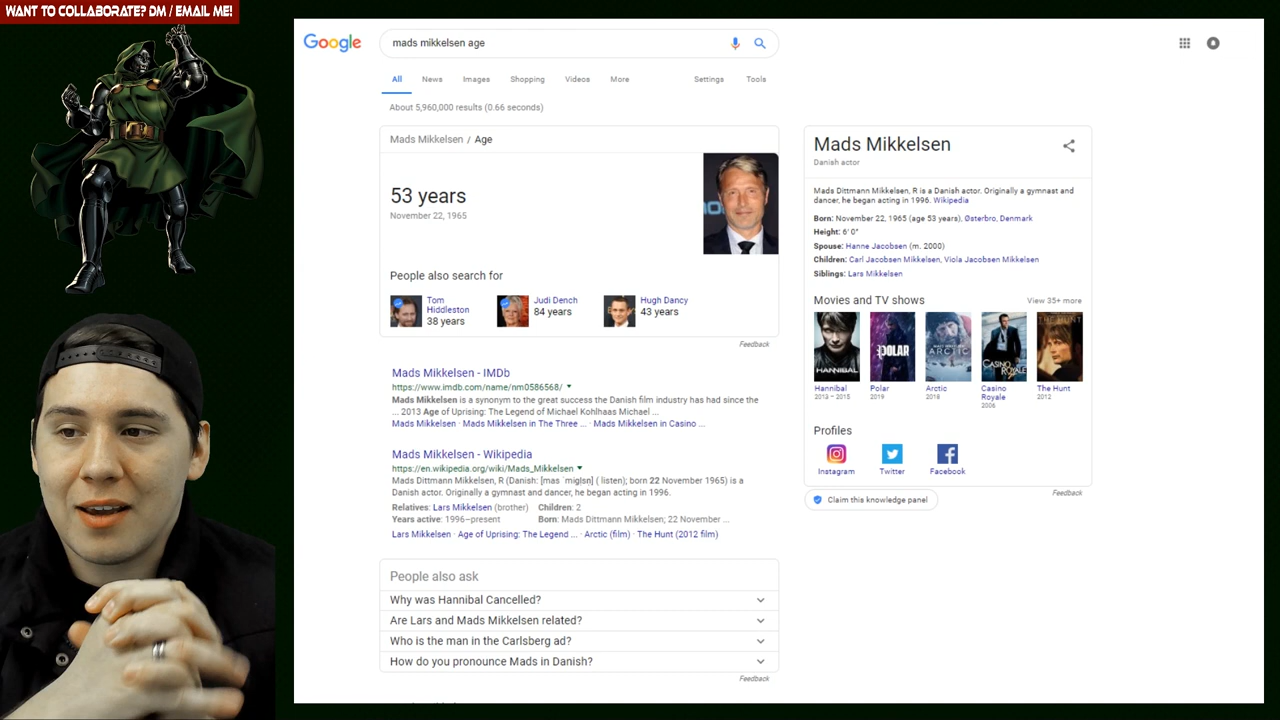 WANT TO COLLABORATE? DM / EMAIL ME!
Google
mads mikkelsen age
All News Images Shopping Videos More Settings Tools
About 5,960,000 results (0.66 seconds)
Mads Mikkelsen / Age
53 years
November 22, 1965
People also search for
Tom Hiddleston
38 years
Judi Dench
84 years
Hugh Dancy
43 years
Feedback
Mads Mikkelsen - IMDb
https://www.imdb.com/name/nm0586568/
Mads Mikkelsen is a synonym to the great success the Danish film industry has had since the
... 2013 Age of Uprising: The Legend of Michael Kohlhaas Michael ...
Mads Mikkelsen · Mads Mikkelsen in The Three ... · Mads Mikkelsen in Casino ...
Mads Mikkelsen - Wikipedia
https://en.wikipedia.org/wiki/Mads_Mikkelsen
Mads Dittmann Mikkelsen, R (Danish: [mas ˈmiglsn] ( listen); born 22 November 1965) is a
Danish actor. Originally a gymnast and dancer, he began acting in 1996.
Relatives: Lars Mikkelsen (brother) Children: 2
Years active: 1996–present Born: Mads Dittmann Mikkelsen; 22 November ...
Lars Mikkelsen · Age of Uprising: The Legend ... · Arctic (film) · The Hunt (2012 film)
People also ask
Why was Hannibal Cancelled?
Are Lars and Mads Mikkelsen related?
Who is the man in the Carlsberg ad?
How do you pronounce Mads in Danish?
Feedback
Mads Mikkelsen
Danish actor
Mads Dittmann Mikkelsen, R is a Danish actor. Originally a gymnast and
dancer, he began acting in 1996. Wikipedia
Born: November 22, 1965 (age 53 years), Østerbro, Denmark
Height: 6' 0"
Spouse: Hanne Jacobsen (m. 2000)
Children: Carl Jacobsen Mikkelsen, Viola Jacobsen Mikkelsen
Siblings: Lars Mikkelsen
Movies and TV shows View 35+ more
HANNIBAL
POLAR
ARCTIC
CASINO ROYALE
THE HUNT
Hannibal
2013 – 2015
Polar
2019
Arctic
2018
Casino Royale
2006
The Hunt
2012
Profiles
Instagram Twitter Facebook
Feedback
Claim this knowledge panel